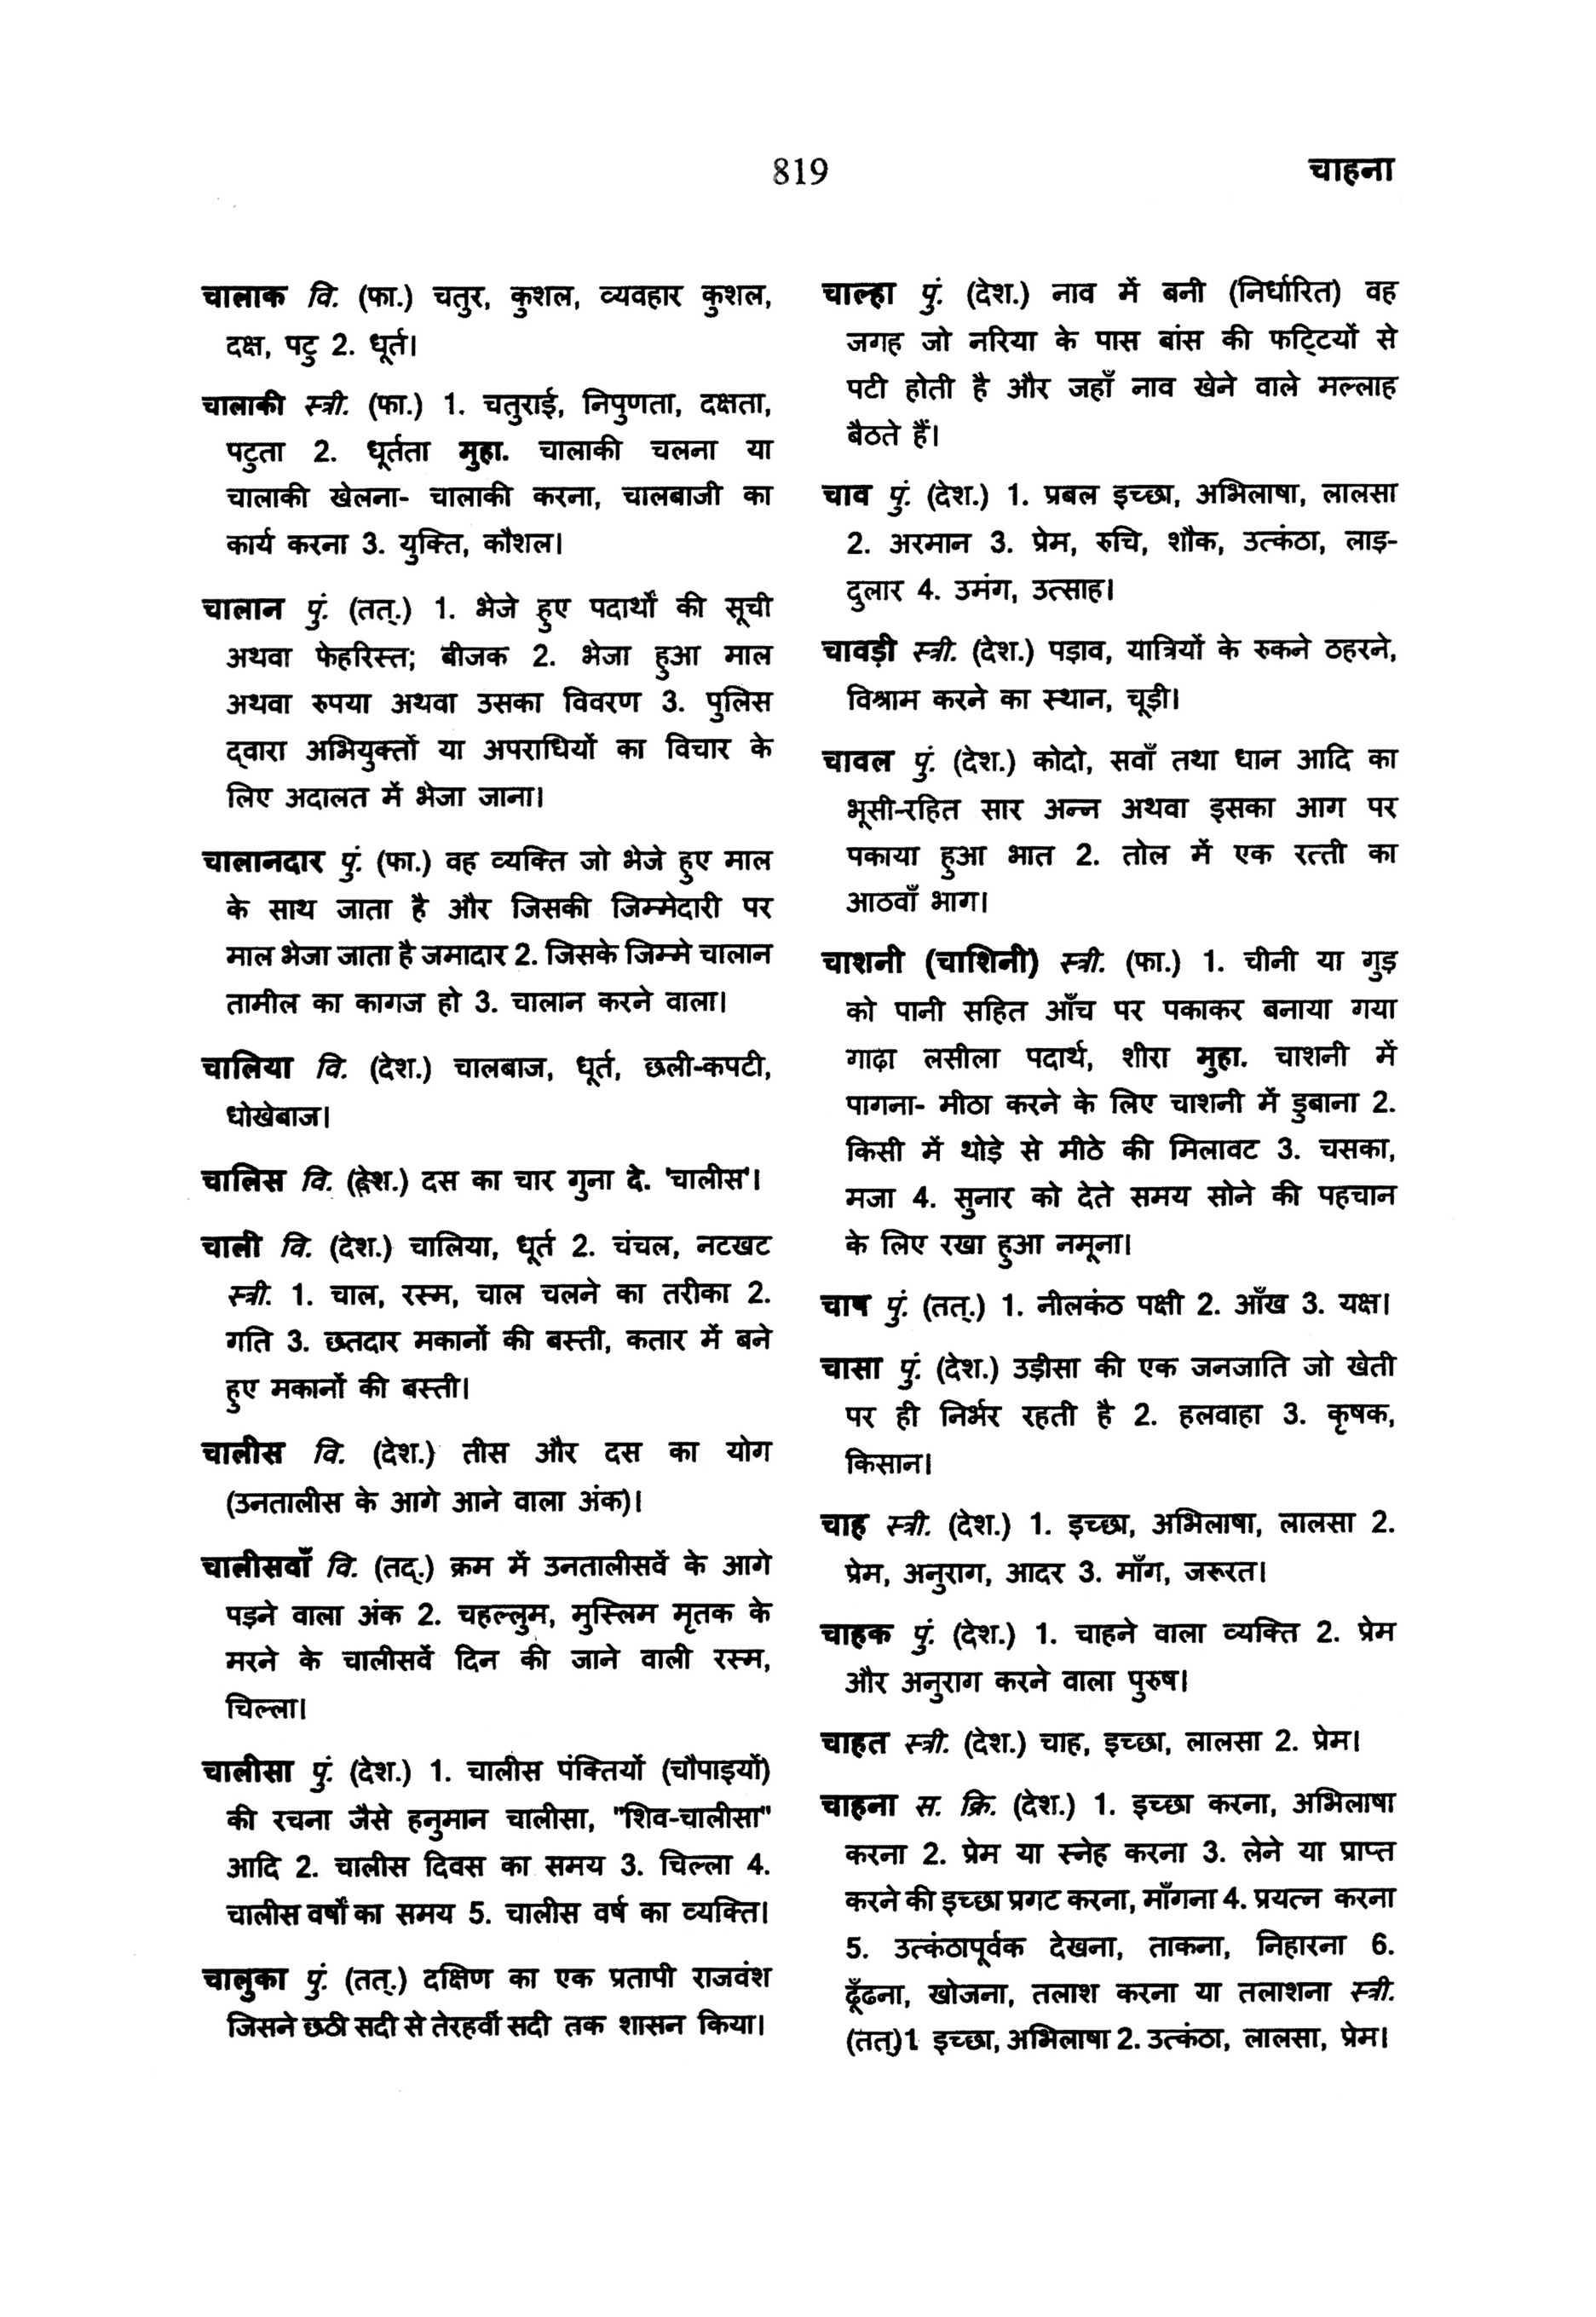 819
चाहना
चालाक वि. (फा.) चतुर, कुशल, व्यवहार कुशल,
दक्ष, पटु 2. धूर्त।
चालाकी स्त्री. (फा.) 1. चतुराई, निपुणता, दक्षता,
पटुता 2. धूर्तता मुहा. चालाकी चलना या
चालाकी खेलना- चालाकी करना, चालबाजी का
कार्य करना 3. युक्ति, कौशल।
चालान पुं. (तत्.) 1. भेजे हुए पदार्थों की सूची
अथवा फेहरिस्त; बीजक 2. भेजा हुआ माल
अथवा रुपया अथवा उसका विवरण 3. पुलिस
द्वारा अभियुक्तों या अपराधियों का विचार के
लिए अदालत में भेजा जाना।
चालानदार पुं. (फा.) वह व्यक्ति जो भेजे हुए माल
के साथ जाता है और जिसकी जिम्मेदारी पर
माल भेजा जाता है जमादार 2. जिसके जिम्मे चालान
तामील का कागज हो 3. चालान करने वाला।
चालिया वि. (देश.) चालबाज, धूर्त, छली-कपटी,
धोखेबाज।
चालिस वि. (देश.) दस का चार गुना दे. 'चालीस'।
चाली वि. (देश.) चालिया, धूर्त 2. चंचल, नटखट
स्त्री. 1. चाल, रस्म, चाल चलने का तरीका 2.
गति 3. छतदार मकानों की बस्ती, कतार में बने
हुए मकानों की बस्ती।
चालीस वि. (देश.) तीस और दस का योग
(उनतालीस के आगे आने वाला अंक)।
चालीसवाँ वि. (तद्.) क्रम में उनतालीसवें के आगे
पड़ने वाला अंक 2. चहल्लुम, मुस्लिम मृतक के
मरने के चालीसवें दिन की जाने वाली रस्म,
चिल्ला।
चालीसा पुं. (देश.) 1. चालीस पंक्तियों (चौपाइयों)
की रचना जैसे हनुमान चालीसा, "शिव-चालीसा"
आदि 2. चालीस दिवस का समय 3. चिल्ला 4.
चालीस वर्षों का समय 5. चालीस वर्ष का व्यक्ति।
चालुका पुं. (तत्.) दक्षिण का एक प्रतापी राजवंश
जिसने छठी सदी से तेरहवीं सदी तक शासन किया।
चाल्हा पुं. (देश.) नाव में बनी (निर्धारित) वह
जगह जो नरिया के पास बांस की फट्टियों से
पटी होती है और जहाँ नाव खेने वाले मल्लाह
बैठते हैं।
चाव पुं. (देश.) 1. प्रबल इच्छा, अभिलाषा, लालसा
2. अरमान 3. प्रेम, रुचि, शौक, उत्कंठा, लाड़-
दुलार 4. उमंग, उत्साह।
चावड़ी स्त्री. (देश.) पड़ाव, यात्रियों के रुकने ठहरने,
विश्राम करने का स्थान, चूड़ी।
चावल पुं. (देश.) कोदो, सवाँ तथा धान आदि का
भूसी-रहित सार अन्न अथवा इसका आग पर
पकाया हुआ भात 2. तोल में एक रत्ती का
आठवाँ भाग।
चाशनी (चाशिनी) स्त्री. (फा.) 1. चीनी या गुड़
को पानी सहित आँच पर पकाकर बनाया गया
गाढ़ा लसीला पदार्थ, शीरा मुहा. चाशनी में
पागना- मीठा करने के लिए चाशनी में डुबाना 2.
किसी में थोड़े से मीठे की मिलावट 3. चसका,
मजा 4. सुनार को देते समय सोने की पहचान
के लिए रखा हुआ नमूना।
चाष पुं. (तत्.) 1. नीलकंठ पक्षी 2. आँख 3. यक्ष।
चासा पुं. (देश.) उड़ीसा की एक जनजाति जो खेती
पर ही निर्भर रहती है 2. हलवाहा 3. कृषक,
किसान।
चाह स्त्री. (देश.) 1. इच्छा, अभिलाषा, लालसा 2.
प्रेम, अनुराग, आदर 3. माँग, जरूरत।
चाहक पुं. (देश.) 1. चाहने वाला व्यक्ति 2. प्रेम
और अनुराग करने वाला पुरुष।
चाहत स्त्री. (देश.) चाह, इच्छा, लालसा 2. प्रेम।
चाहना स. क्रि. (देश.) 1. इच्छा करना, अभिलाषा
करना 2. प्रेम या स्नेह करना 3. लेने या प्राप्त
करने की इच्छा प्रगट करना, माँगना 4. प्रयत्न करना
5. उत्कंठापूर्वक देखना, ताकना, निहारना 6.
ढूँढना, खोजना, तलाश करना या तलाशना स्त्री.
(तत्)1. इच्छा, अभिलाषा 2. उत्कंठा, लालसा, प्रेम।